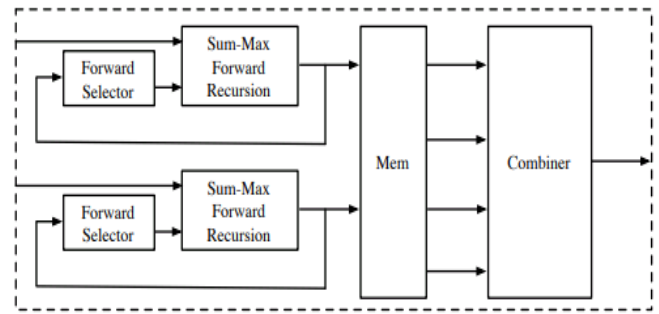 Sum-Max
Forward
Recursion
Forward
Selector
Mem
Combiner
Sum-Max
Forward
Recursion
Forward
Selector